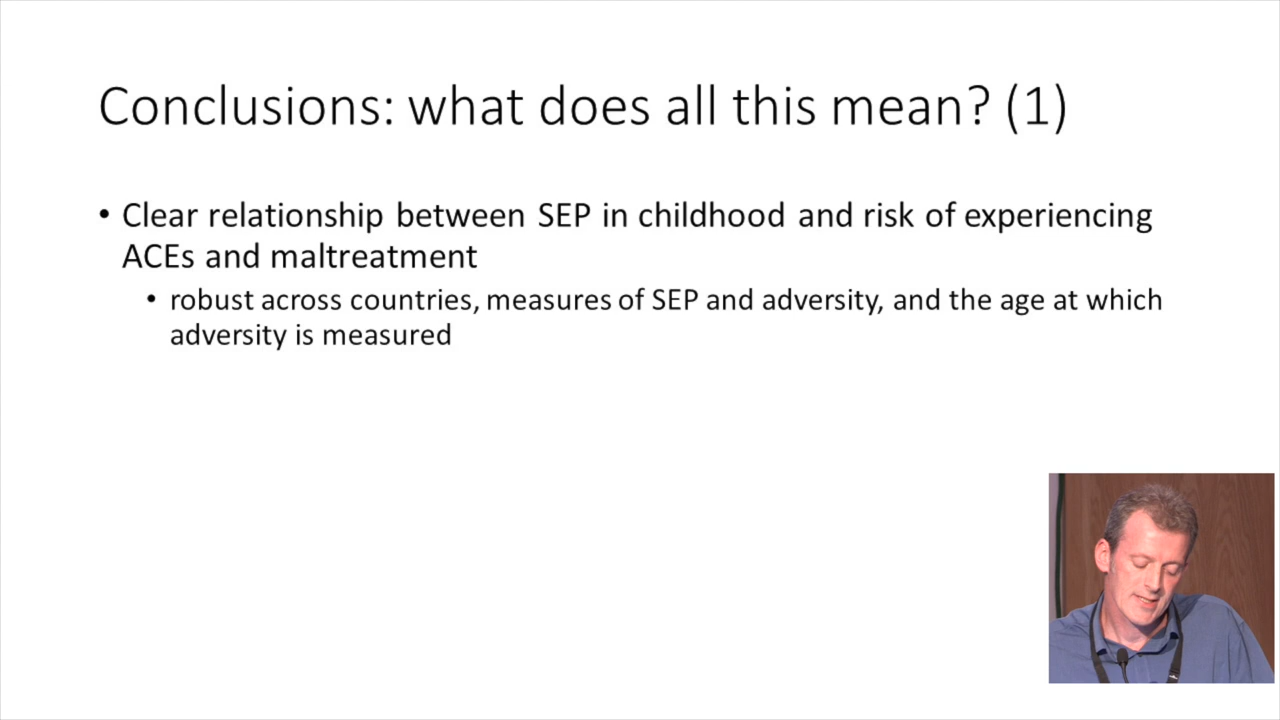 Conclusions: what does all this mean? (1)
• Clear relationship between SEP in childhood and risk of experiencing
ACEs and maltreatment
• robust across countries, measures of SEP and adversity, and the age at which
adversity is measured